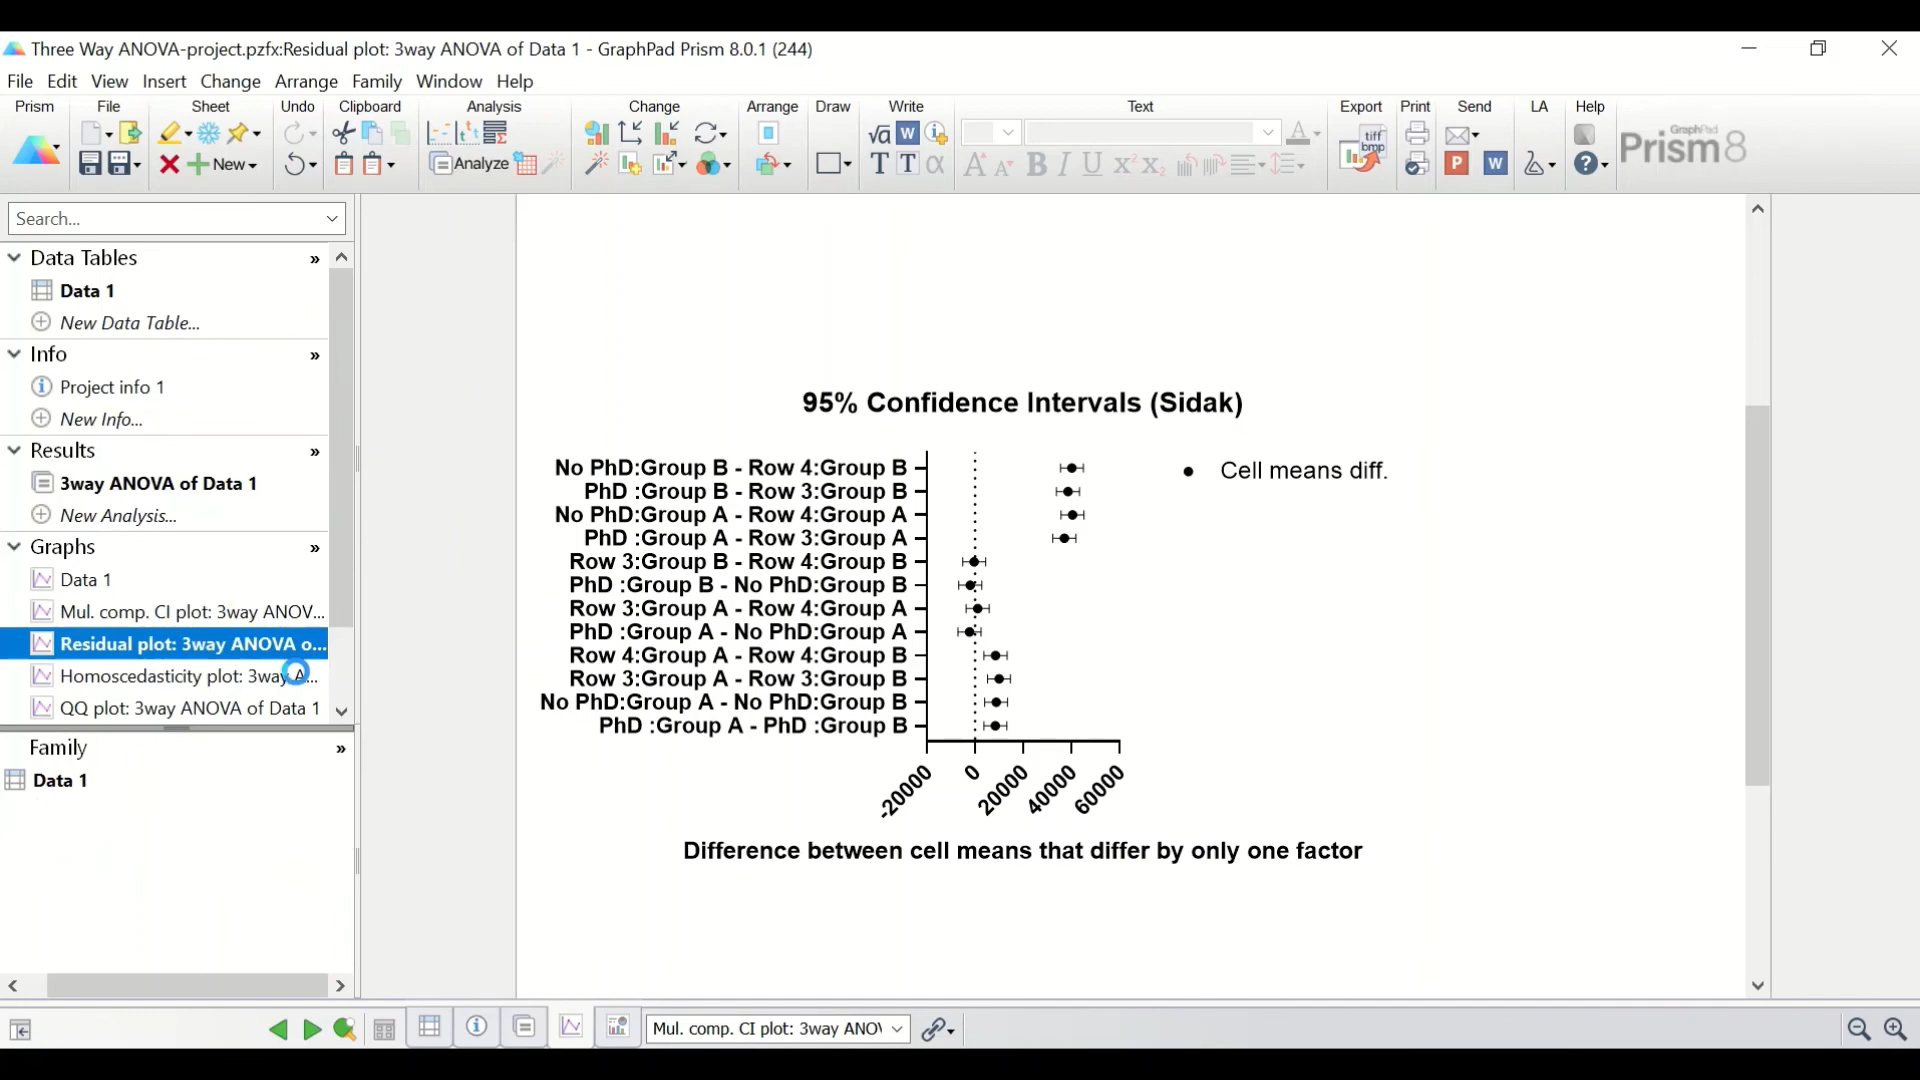 Three Way ANOVA-project.pzfx:Residual plot: 3way ANOVA of Data 1 - GraphPad Prism 8.0.1 (244)
File Edit View Insert Change Arrange Family Window Help
Prism File Sheet Undo Clipboard Analysis Change Arrange Draw Write Text Export Print Send LA Help
New
Analyze
tiff
bmp
GraphPad
Prism 8
Search...
Data Tables
Data 1
New Data Table...
Info
Project info 1
New Info...
Results
3way ANOVA of Data 1
New Analysis...
Graphs
Data 1
Mul. comp. CI plot: 3way ANOV...
Residual plot: 3way ANOVA o...
Homoscedasticity plot: 3way A...
QQ plot: 3way ANOVA of Data 1
Family
Data 1
95% Confidence Intervals (Sidak)
No PhD:Group B - Row 4:Group B
PhD :Group B - Row 3:Group B
No PhD:Group A - Row 4:Group A
PhD :Group A - Row 3:Group A
Row 3:Group B - Row 4:Group B
PhD :Group B - No PhD:Group B
Row 3:Group A - Row 4:Group A
PhD :Group A - No PhD:Group A
Row 4:Group A - Row 4:Group B
Row 3:Group A - Row 3:Group B
No PhD:Group A - No PhD:Group B
PhD :Group A - PhD :Group B
Cell means diff.
-20000 0 20000 40000 60000
Difference between cell means that differ by only one factor
Mul. comp. CI plot: 3way ANO